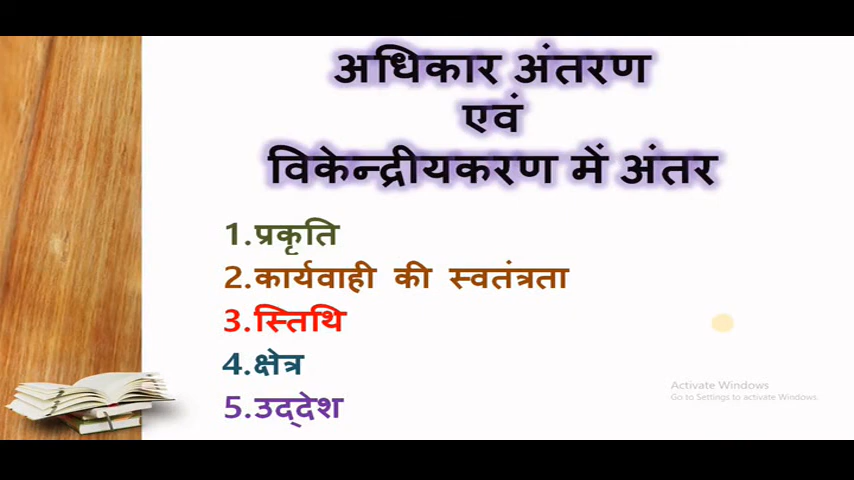 अधिकार अंतरण
एवं
विकेन्द्रीयकरण में अंतर
1.प्रकृति
2.कार्यवाही की स्वतंत्रता
3.स्तिथि
4.क्षेत्र
5.उद्देश
Activate Windows
Go to Settings to activate Windows.